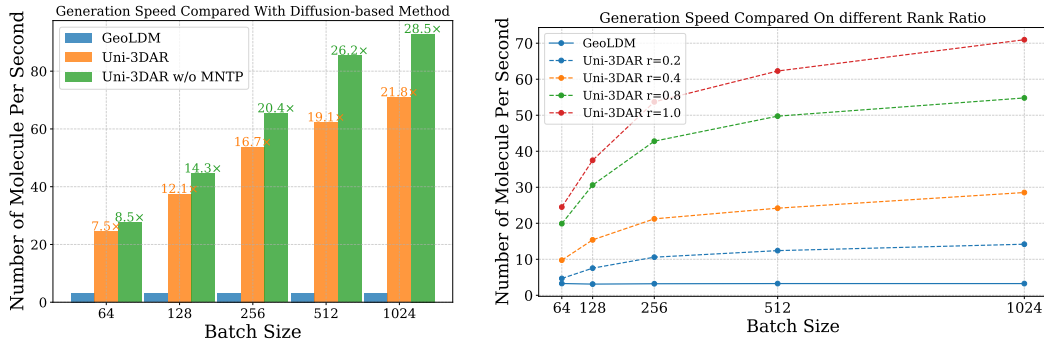 Generation Speed Compared With Diffusion-based Method
Number of Molecule Per Second
80
60
40
20
0
GeoLDM
Uni-3DAR
Uni-3DAR w/o MNTP
7.5×
8.5×
12.1×
14.3×
16.7×
20.4×
19.1×
26.2×
21.8×
28.5×
64
128
256
512
1024
Batch Size
Generation Speed Compared On different Rank Ratio
Number of Molecule Per Second
70
60
50
40
30
20
10
0
GeoLDM
Uni-3DAR r=0.2
Uni-3DAR r=0.4
Uni-3DAR r=0.8
Uni-3DAR r=1.0
64
128
256
512
1024
Batch Size